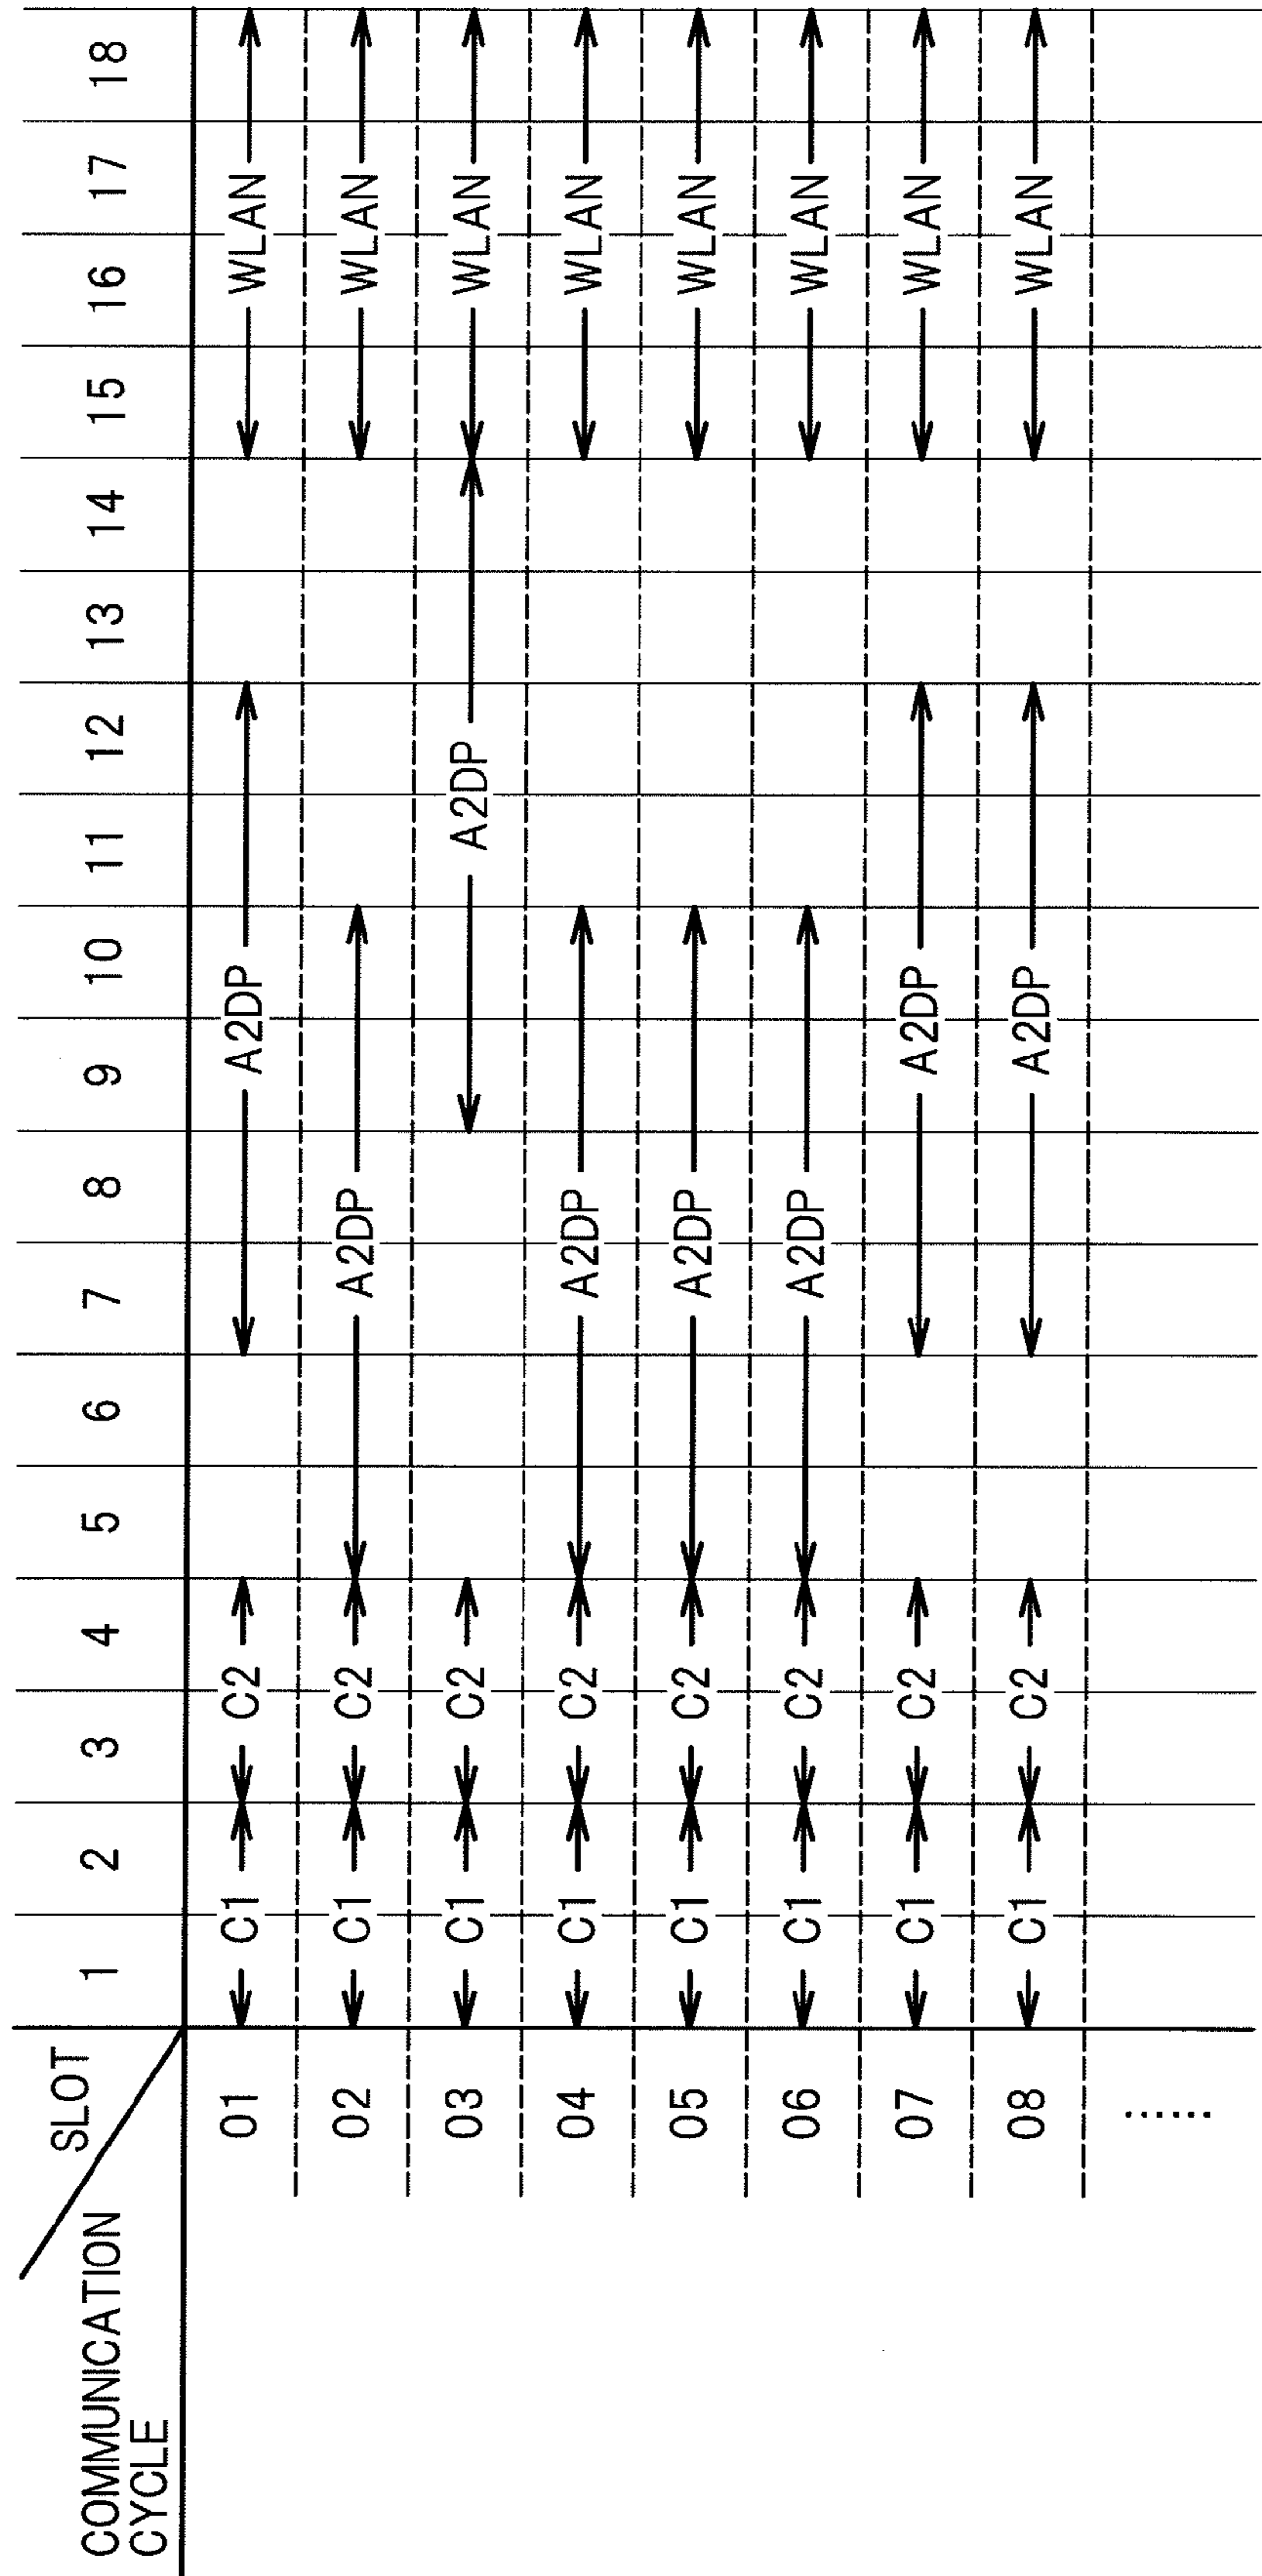 SLOT 1 2 3 4 5 6 7 8 9 10 11 12 13 14 15 16 17 18
COMMUNICATION
CYCLE
01 C1 C2 A2DP WLAN
02 C1 C2 A2DP WLAN
03 C1 C2 A2DP WLAN
04 C1 C2 A2DP WLAN
05 C1 C2 A2DP WLAN
06 C1 C2 A2DP WLAN
07 C1 C2 A2DP WLAN
08 C1 C2 A2DP WLAN
......